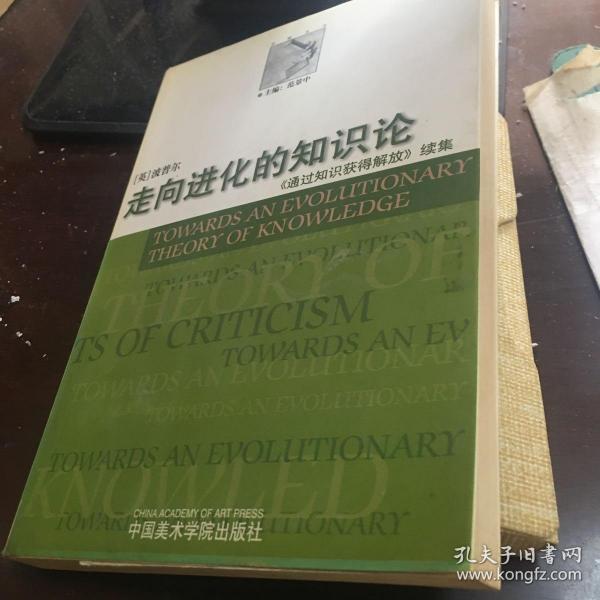 主编：范景中
[英]波普尔
走向进化的知识论
《通过知识获得解放》续集
TOWARDS AN EVOLUTIONARY
THEORY OF KNOWLEDGE
TOWARDS AN EVOLUTIONAR
THEORY OF
TS OF CRITICISM
TOWARDS AN EV
TOWARDS AN EVOLUTIONAR
TOWARDS AN EVOLUTIONARY
TOWARDS AN EVOLUTIONARY
KNOWLED
CHINA ACADEMY OF ART PRESS
中国美术学院出版社
孔夫子旧书网
www.kongfz.com